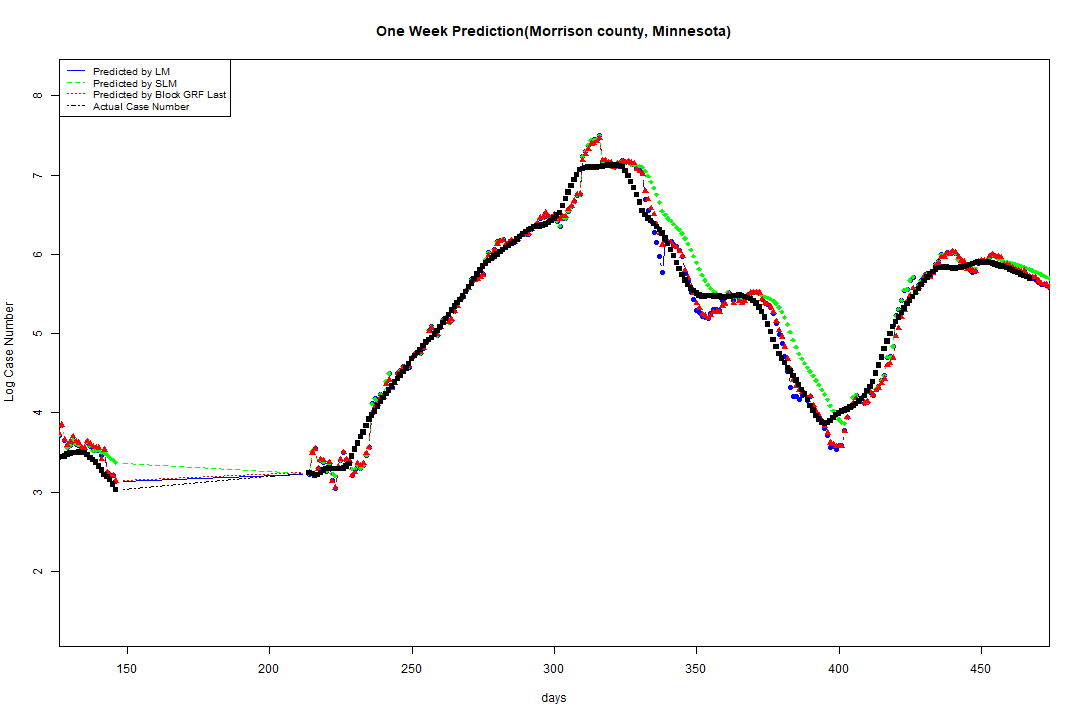 One Week Prediction(Morrison county, Minnesota)
Predicted by LM
Predicted by SLM
Predicted by Block GRF Last
Actual Case Number
Log Case Number
8
7
6
5
4
3
2
150 200 250 300 350 400 450
days